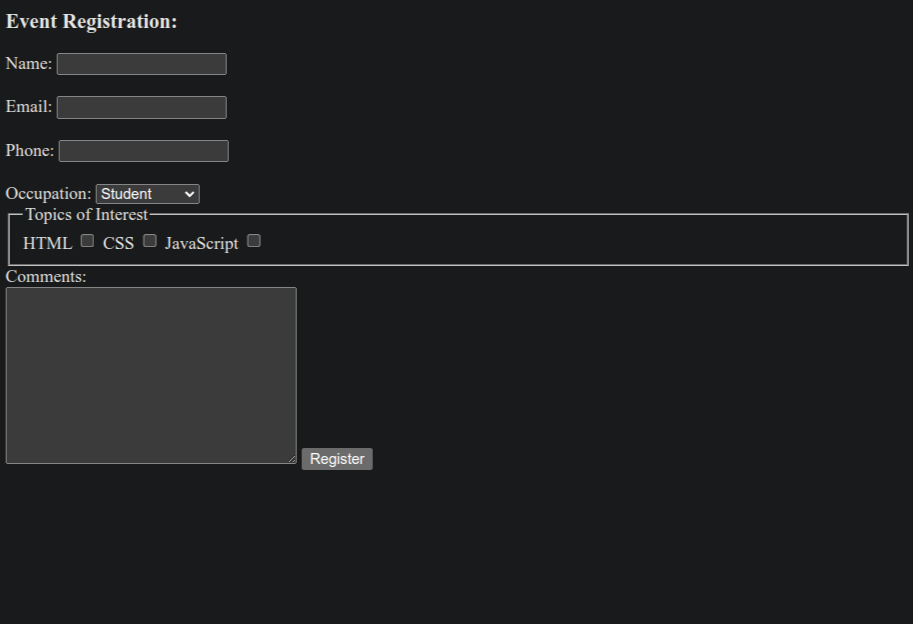 Event Registration:
Name:
Email:
Phone:
Occupation: Student
Topics of Interest
HTML CSS JavaScript
Comments:
Register